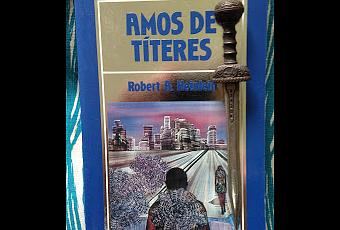 AMOS DE
TÍTERES
Robert A. Heinlein